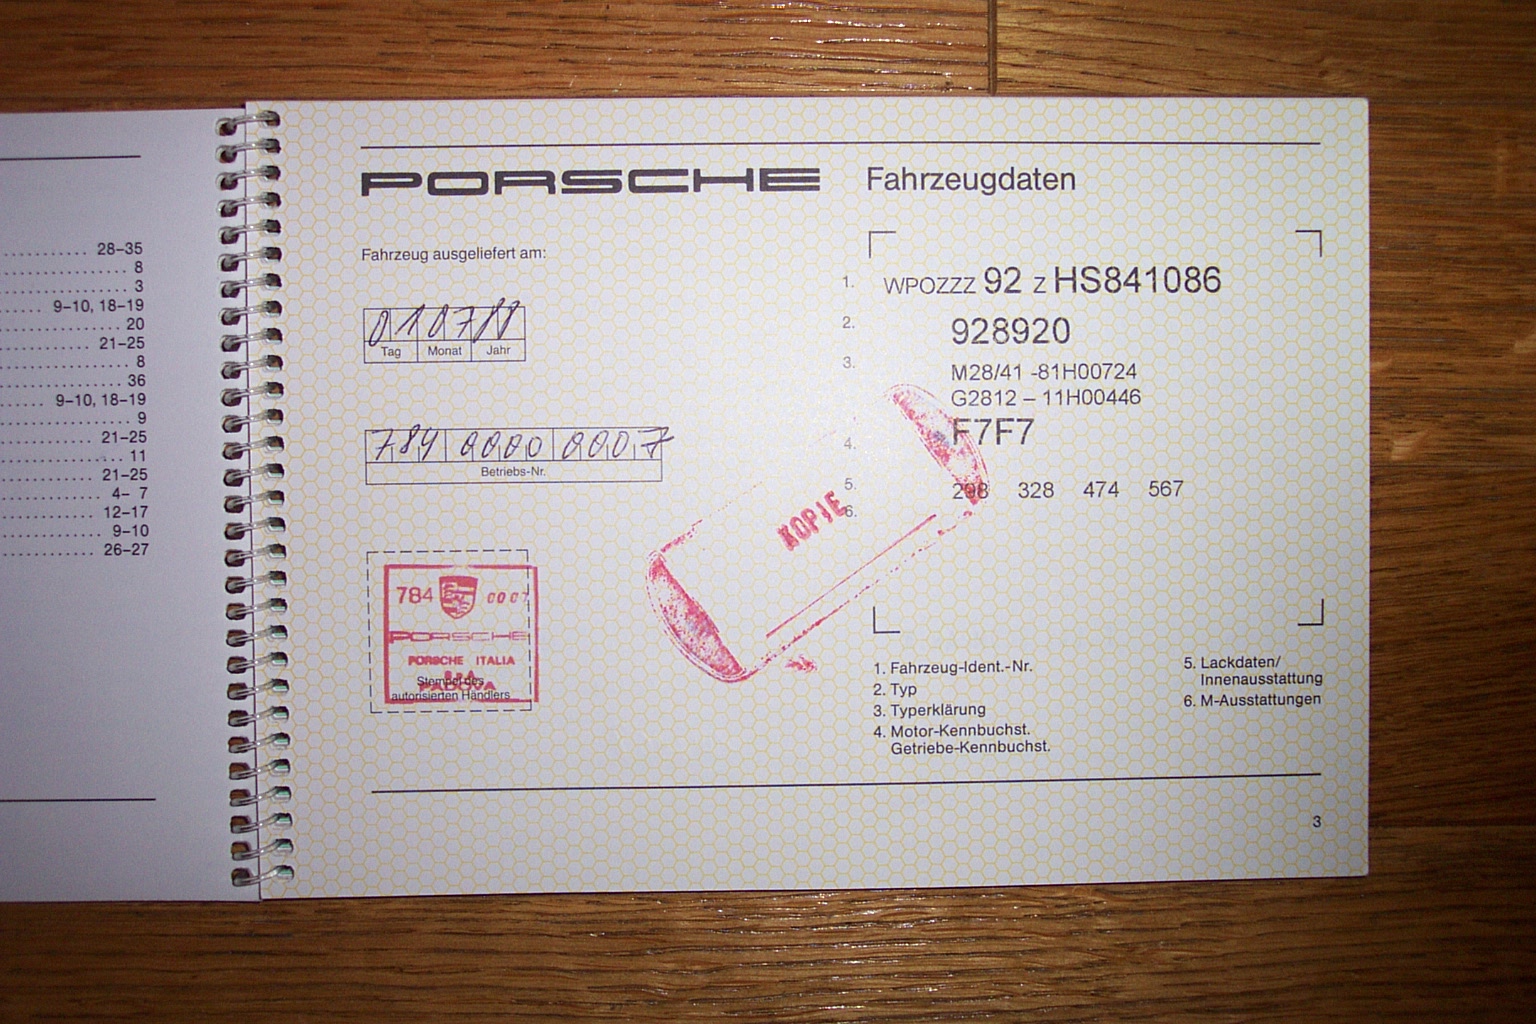 28–35
8
3
9–10, 18–19
20
21–25
8
36
9–10, 18–19
9
21–25
11
21–25
4– 7
12–17
9–10
26–27
PORSCHE
Fahrzeugdaten
Fahrzeug ausgeliefert am:
010788
Tag Monat Jahr
784 0000 0007
Betriebs-Nr.
784 0007
PORSCHE
PORSCHE ITALIA
PADOVA
Stempel des
autorisierten Händlers
KOPIE
1. WPOZZZ 92 Z HS841086
2. 928920
3. M28/41 -81H00724
G2812 – 11H00446
4. F7F7
5. 298 328 474 567
6.
1. Fahrzeug-Ident.-Nr.
2. Typ
3. Typerklärung
4. Motor-Kennbuchst.
Getriebe-Kennbuchst.
5. Lackdaten/
Innenausstattung
6. M-Ausstattungen
3